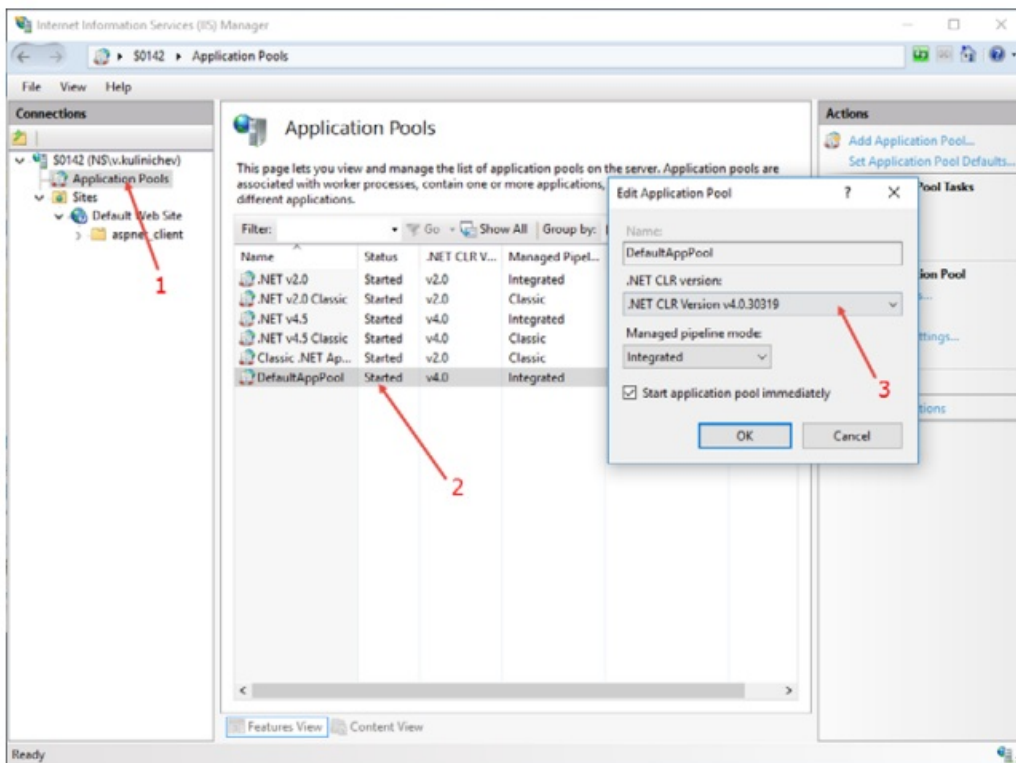 Internet Information Services (IIS) Manager
S0142 Application Pools
File View Help
Connections
S0142 (NS\v.kulinichev)
Application Pools
Sites
Default Web Site
aspnet_client
1
Application Pools
This page lets you view and manage the list of application pools on the server. Application pools are
associated with worker processes, contain one or more applications,
different applications.
Filter: Go Show All Group by:
Name Status .NET CLR V... Managed Pipel...
.NET v2.0 Started v2.0 Integrated
.NET v2.0 Classic Started v2.0 Classic
.NET v4.5 Started v4.0 Integrated
.NET v4.5 Classic Started v4.0 Classic
Classic .NET Ap... Started v2.0 Classic
DefaultAppPool Started v4.0 Integrated
2
Edit Application Pool ?
Name:
DefaultAppPool
.NET CLR version:
.NET CLR Version v4.0.30319
Managed pipeline mode:
Integrated
Start application pool immediately
3
OK Cancel
Actions
Add Application Pool...
Set Application Pool Defaults...
Pool Tasks
ion Pool
s...
ttings...
tions
Features View Content View
Ready